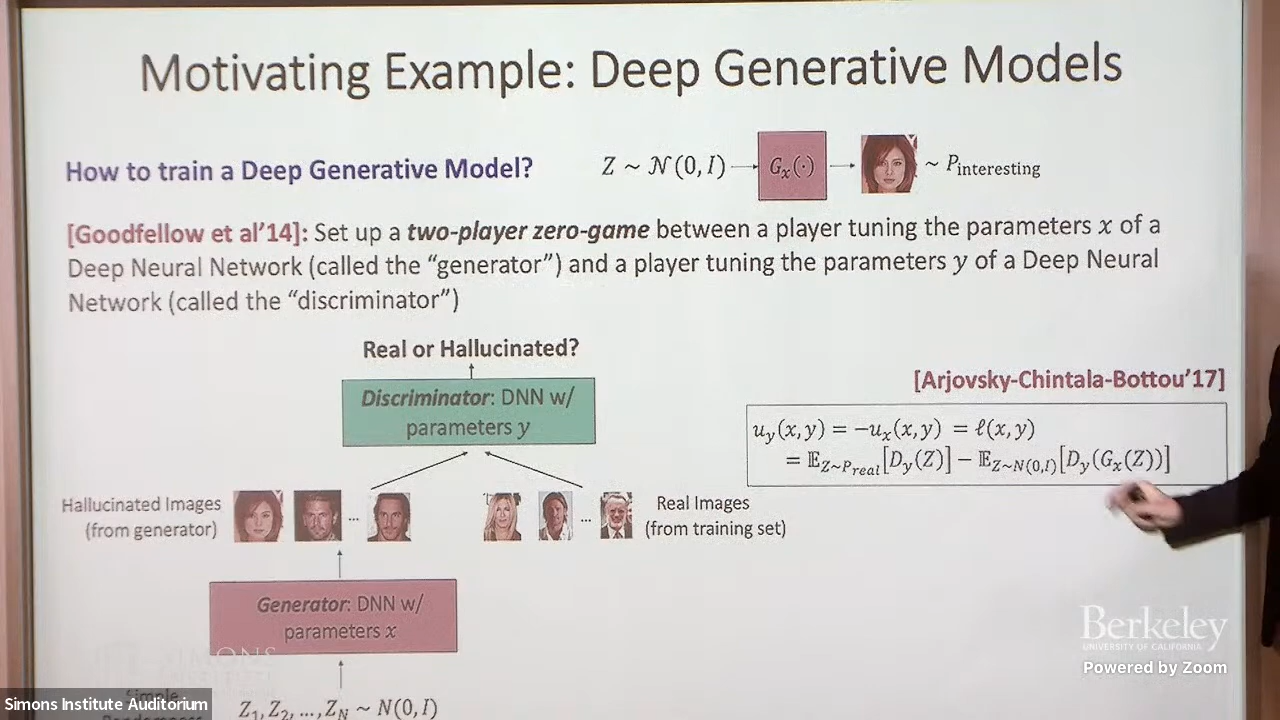 Motivating Example: Deep Generative Models
How to train a Deep Generative Model?
Z ~ 𝒩(0, I)
Gₓ(·)
~ P_interesting
[Goodfellow et al’14]: Set up a two-player zero-game between a player tuning the parameters x of a
Deep Neural Network (called the “generator”) and a player tuning the parameters y of a Deep Neural
Network (called the “discriminator”)
Real or Hallucinated?
Discriminator: DNN w/
parameters y
[Arjovsky-Chintala-Bottou’17]
u_y(x, y) = −u_x(x, y) = ℓ(x, y)
= 𝔼_{Z~P_real}[D_y(Z)] − 𝔼_{Z~N(0,I)}[D_y(G_x(Z))]
Hallucinated Images
(from generator)
...
...
Real Images
(from training set)
Generator: DNN w/
parameters x
Berkeley
UNIVERSITY OF CALIFORNIA
Powered by Zoom
Simons Institute Auditorium
Z₁, Z₂, ..., Z_N ~ N(0, I)